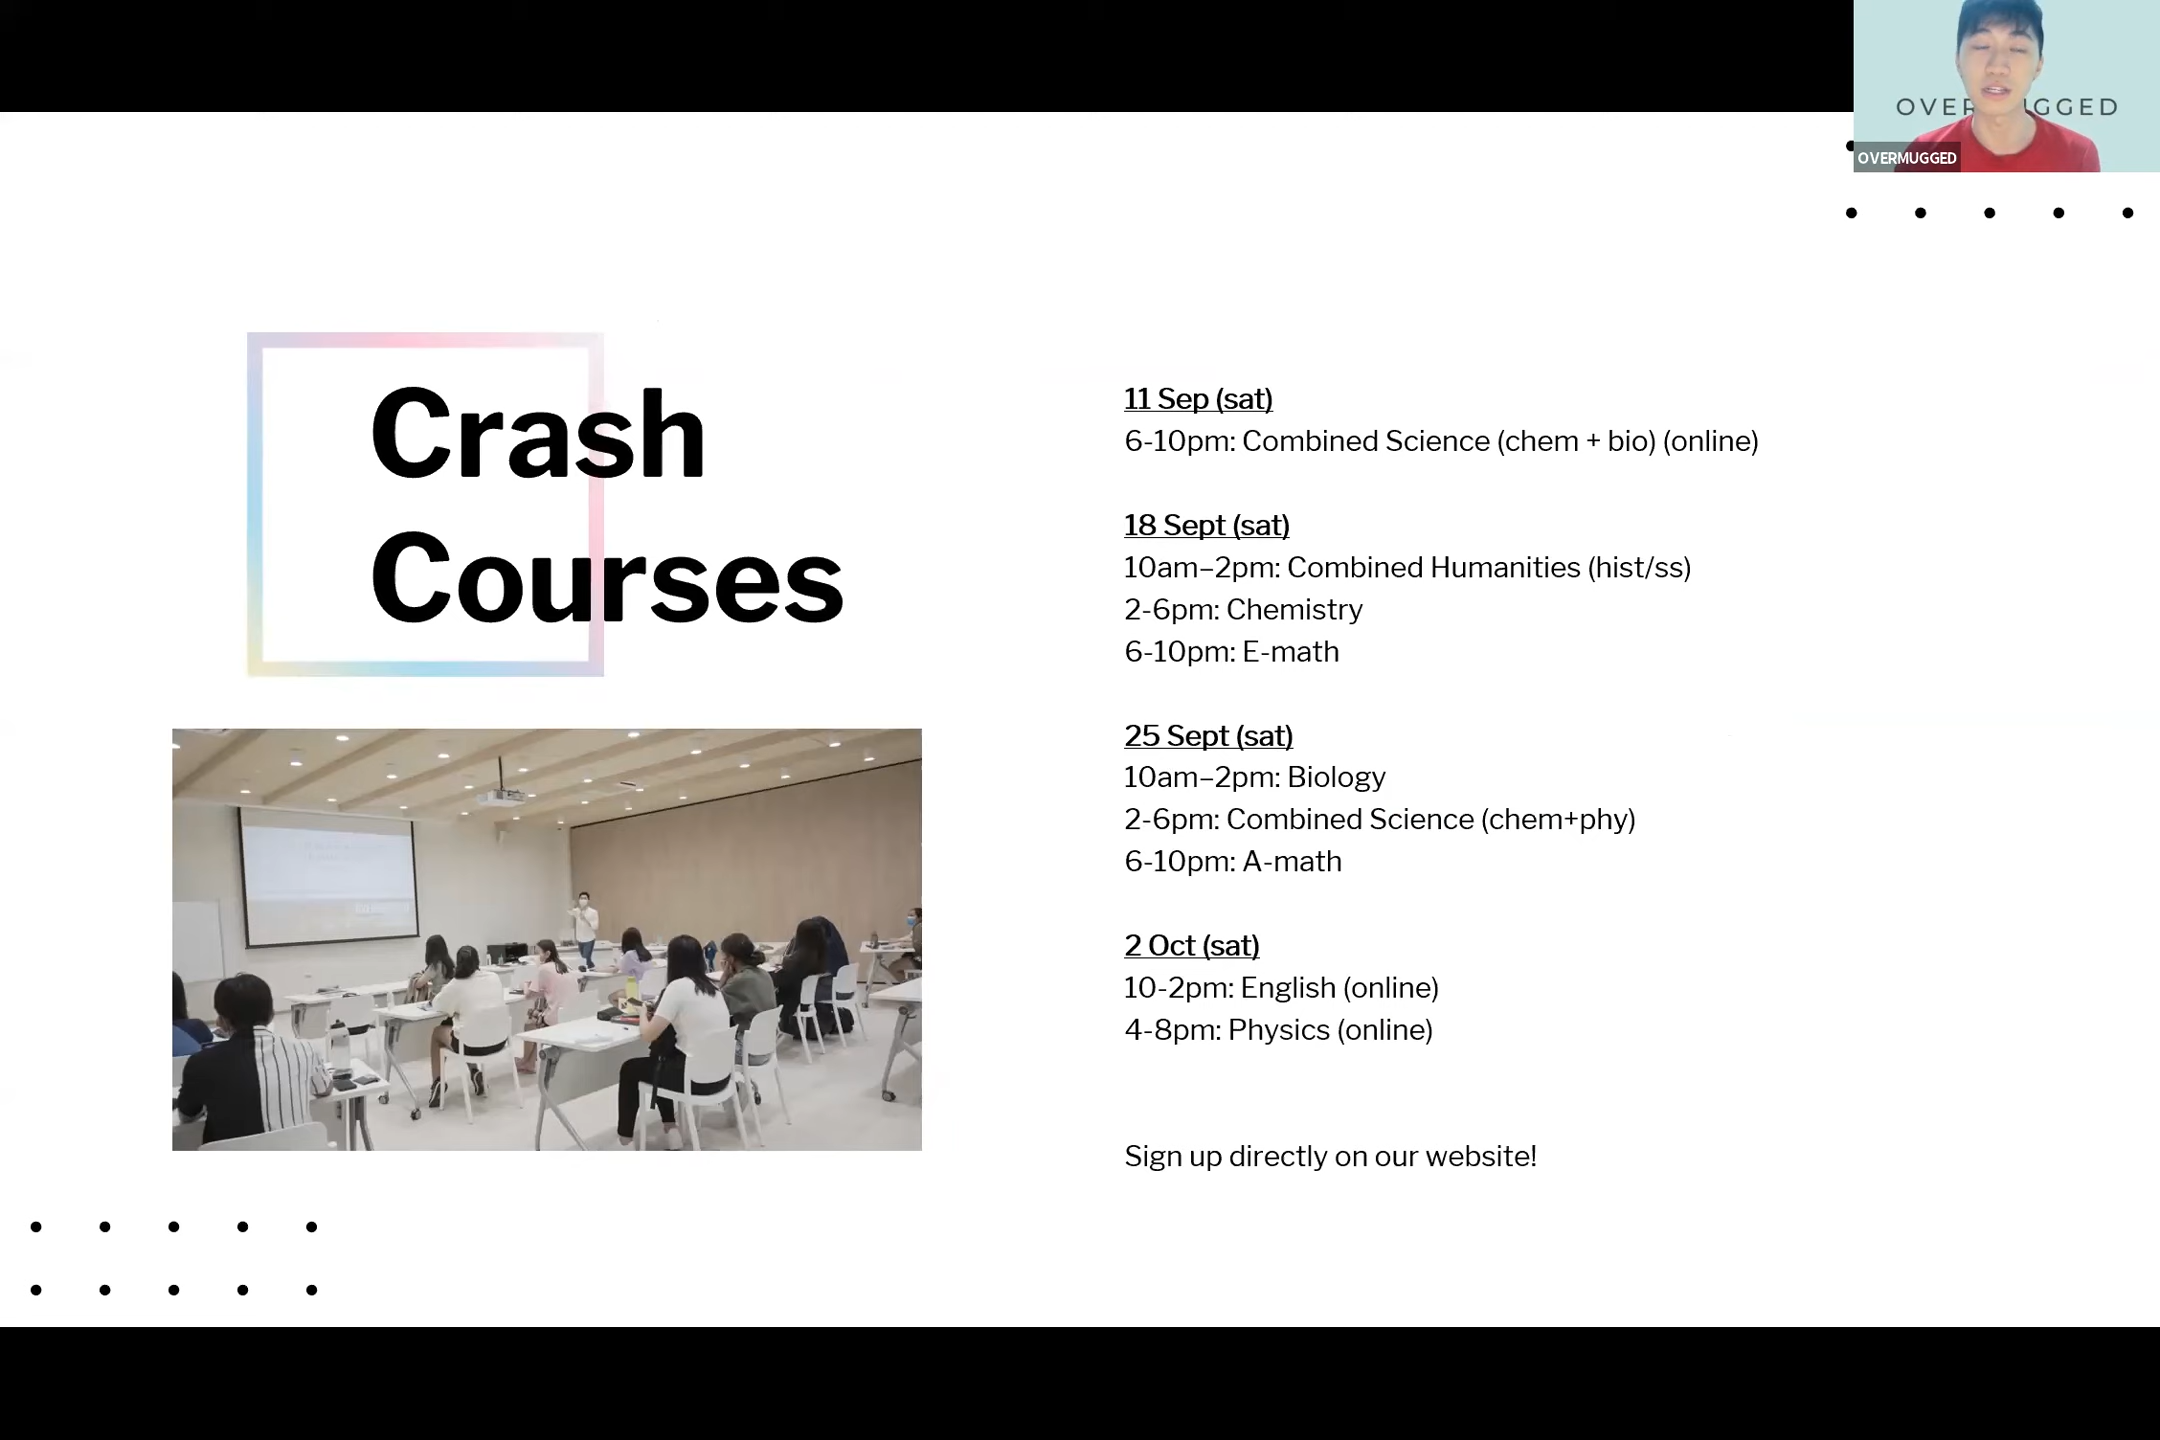 OVERMUGGED
Crash
Courses
11 Sep (sat)
6-10pm: Combined Science (chem + bio) (online)
18 Sept (sat)
10am–2pm: Combined Humanities (hist/ss)
2-6pm: Chemistry
6-10pm: E-math
25 Sept (sat)
10am–2pm: Biology
2-6pm: Combined Science (chem+phy)
6-10pm: A-math
2 Oct (sat)
10-2pm: English (online)
4-8pm: Physics (online)
Sign up directly on our website!